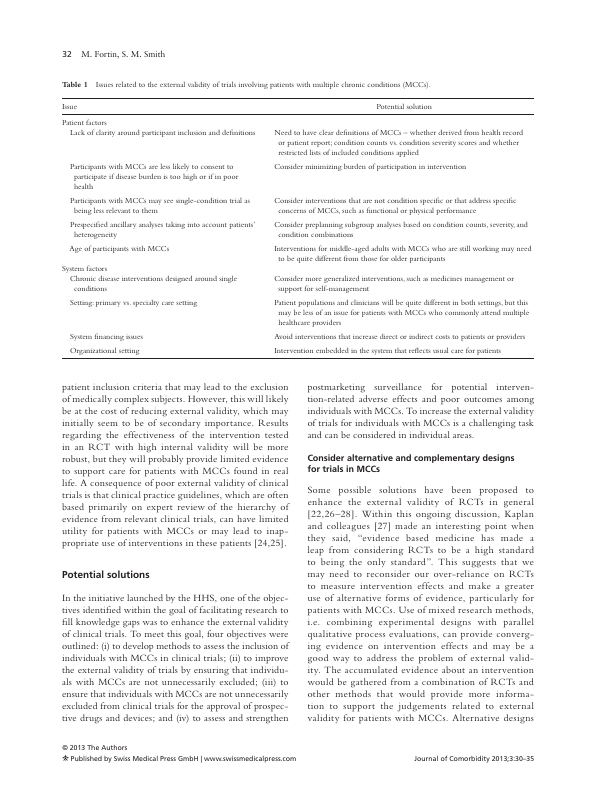 32 M. Fortin, S. M. Smith
Table 1 Issues related to the external validity of trials involving patients with multiple chronic conditions (MCCs).
Issue Potential solution
Patient factors
Lack of clarity around participant inclusion and definitions Need to have clear definitions of MCCs – whether derived from health record
or patient report; condition counts vs. condition severity scores and whether
restricted lists of included conditions applied
Participants with MCCs are less likely to consent to Consider minimizing burden of participation in intervention
participate if disease burden is too high or if in poor
health
Participants with MCCs may see single-condition trial as Consider interventions that are not condition specific or that address specific
being less relevant to them concerns of MCCs, such as functional or physical performance
Prespecified ancillary analyses taking into account patients' Consider preplanning subgroup analyses based on condition counts, severity, and
heterogeneity condition combinations
Age of participants with MCCs Interventions for middle-aged adults with MCCs who are still working may need
to be quite different from those for older participants
System factors
Chronic disease interventions designed around single Consider more generalized interventions, such as medicines management or
conditions support for self-management
Setting: primary vs. specialty care setting Patient populations and clinicians will be quite different in both settings, but this
may be less of an issue for patients with MCCs who commonly attend multiple
healthcare providers
System financing issues Avoid interventions that increase direct or indirect costs to patients or providers
Organizational setting Intervention embedded in the system that reflects usual care for patients
patient inclusion criteria that may lead to the exclusion
of medically complex subjects. However, this will likely
be at the cost of reducing external validity, which may
initially seem to be of secondary importance. Results
regarding the effectiveness of the intervention tested
in an RCT with high internal validity will be more
robust, but they will probably provide limited evidence
to support care for patients with MCCs found in real
life. A consequence of poor external validity of clinical
trials is that clinical practice guidelines, which are often
based primarily on expert review of the hierarchy of
evidence from relevant clinical trials, can have limited
utility for patients with MCCs or may lead to inap-
propriate use of interventions in these patients [24,25].
Potential solutions
In the initiative launched by the HHS, one of the objec-
tives identified within the goal of facilitating research to
fill knowledge gaps was to enhance the external validity
of clinical trials. To meet this goal, four objectives were
outlined: (i) to develop methods to assess the inclusion of
individuals with MCCs in clinical trials; (ii) to improve
the external validity of trials by ensuring that individu-
als with MCCs are not unnecessarily excluded; (iii) to
ensure that individuals with MCCs are not unnecessarily
excluded from clinical trials for the approval of prospec-
tive drugs and devices; and (iv) to assess and strengthen
postmarketing surveillance for potential interven-
tion-related adverse effects and poor outcomes among
individuals with MCCs. To increase the external validity
of trials for individuals with MCCs is a challenging task
and can be considered in individual areas.
Consider alternative and complementary designs
for trials in MCCs
Some possible solutions have been proposed to
enhance the external validity of RCTs in general
[22,26–28]. Within this ongoing discussion, Kaplan
and colleagues [27] made an interesting point when
they said, “evidence based medicine has made a
leap from considering RCTs to be a high standard
to being the only standard”. This suggests that we
may need to reconsider our over-reliance on RCTs
to measure intervention effects and make a greater
use of alternative forms of evidence, particularly for
patients with MCCs. Use of mixed research methods,
i.e. combining experimental designs with parallel
qualitative process evaluations, can provide converg-
ing evidence on intervention effects and may be a
good way to address the problem of external valid-
ity. The accumulated evidence about an intervention
would be gathered from a combination of RCTs and
other methods that would provide more informa-
tion to support the judgements related to external
validity for patients with MCCs. Alternative designs
© 2013 The Authors
Published by Swiss Medical Press GmbH | www.swissmedicalpress.com Journal of Comorbidity 2013;3:30–35